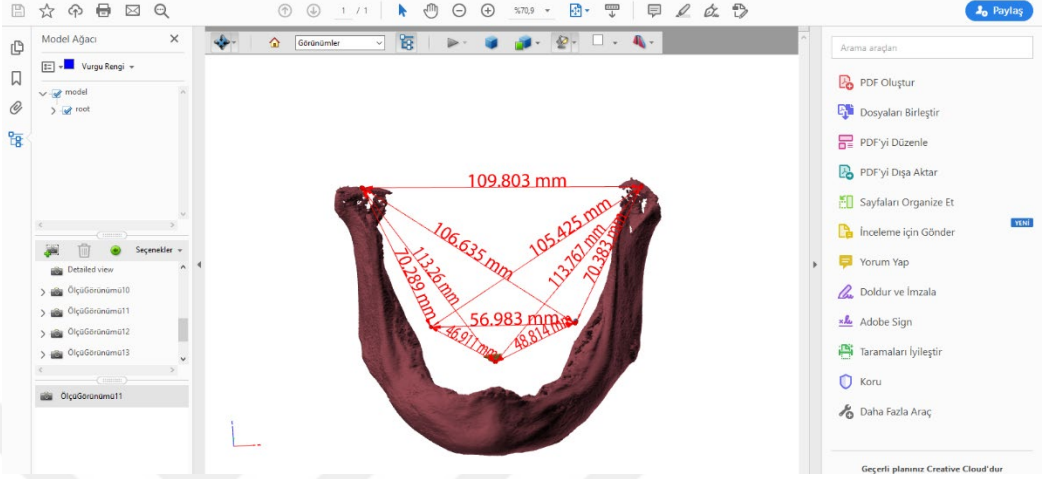 1 / 1
%70,9
Paylaş
Model Ağacı
Vurgu Rengi
model
root
Seçenekler
Detailed view
ÖlçüGörünümü10
ÖlçüGörünümü11
ÖlçüGörünümü12
ÖlçüGörünümü13
ÖlçüGörünümü11
Görünümler
109.803 mm
106.635 mm
105.425 mm
113.26 mm
113.767 mm
70.289 mm
70.383 mm
56.983 mm
46.911 mm
48.814 mm
Arama araçları
PDF Oluştur
Dosyaları Birleştir
PDF'yi Düzenle
PDF'yi Dışa Aktar
Sayfaları Organize Et
İnceleme için Gönder
YENİ
Yorum Yap
Doldur ve İmzala
Adobe Sign
Taramaları İyileştir
Koru
Daha Fazla Araç
Geçerli planınız Creative Cloud'dur